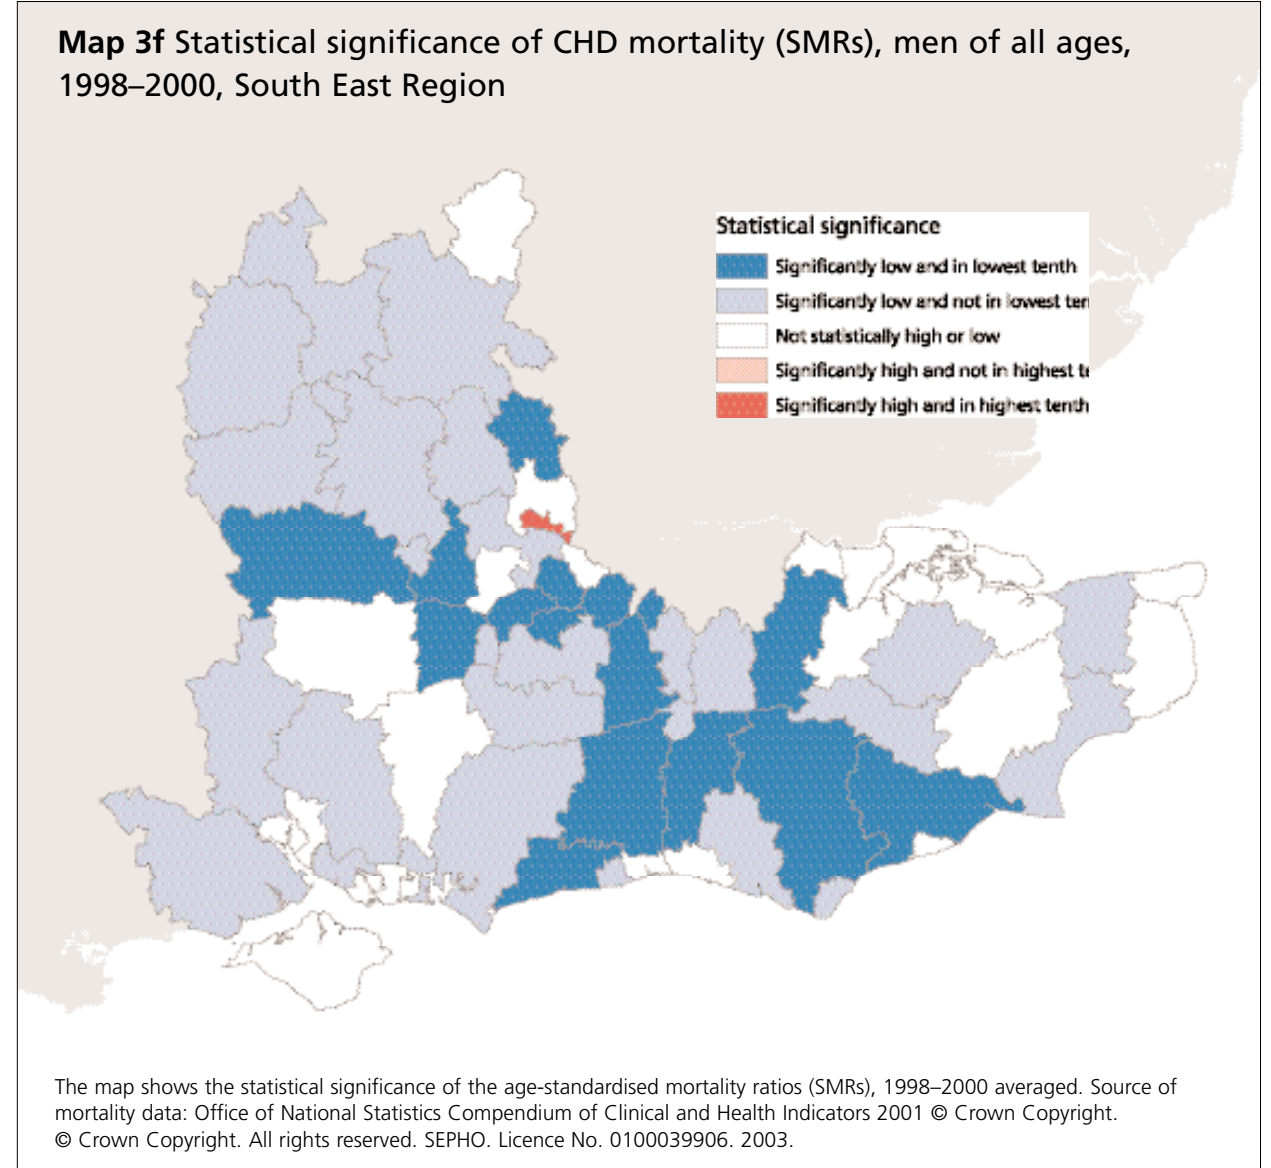 Map 3f Statistical significance of CHD mortality (SMRs), men of all ages,
1998–2000, South East Region
Statistical significance
Significantly low and in lowest tenth
Significantly low and not in lowest ten
Not statistically high or low
Significantly high and not in highest te
Significantly high and in highest tenth
The map shows the statistical significance of the age-standardised mortality ratios (SMRs), 1998–2000 averaged. Source of
mortality data: Office of National Statistics Compendium of Clinical and Health Indicators 2001 © Crown Copyright.
© Crown Copyright. All rights reserved. SEPHO. Licence No. 0100039906. 2003.